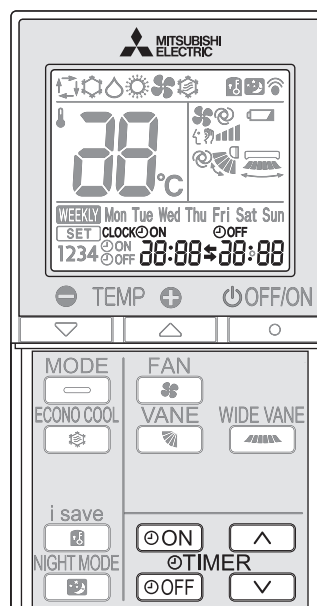 MITSUBISHI
ELECTRIC
88°C
WEEKLY Mon Tue Wed Thu Fri Sat Sun
SET CLOCK ON OFF
1234 ON OFF 88:88 88:88
TEMP OFF/ON
MODE FAN
ECONO COOL VANE WIDE VANE
i save
ON
NIGHT MODE TIMER
OFF